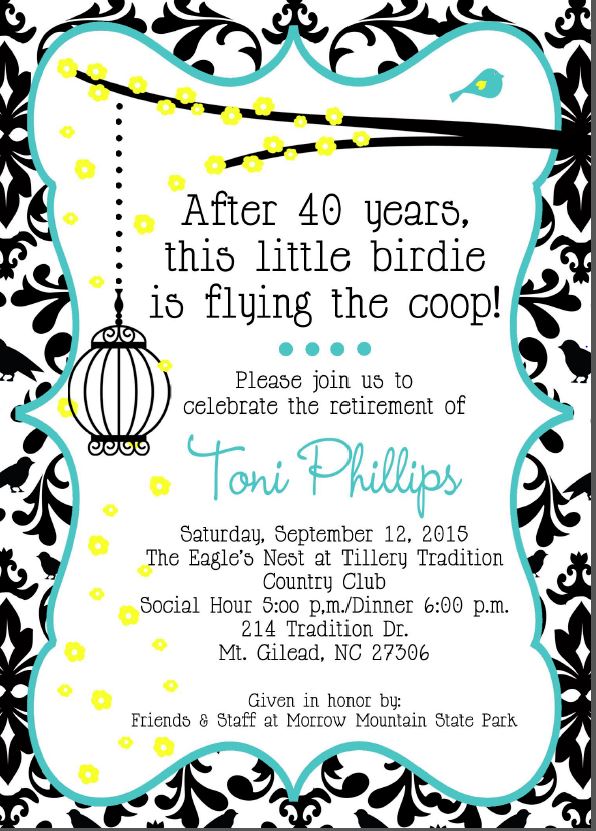 After 40 years,
this little birdie
is flying the coop!
Please join us to
celebrate the retirement of
Toni Phillips
Saturday, September 12, 2015
The Eagle's Nest at Tillery Tradition
Country Club
Social Hour 5:oo p,m./Dinner 6:00 p.m.
214 Tradition Dr.
Mt. Gilead, NC 27306
Given in honor by:
Friends & Staff at Morrow Mountain State Park